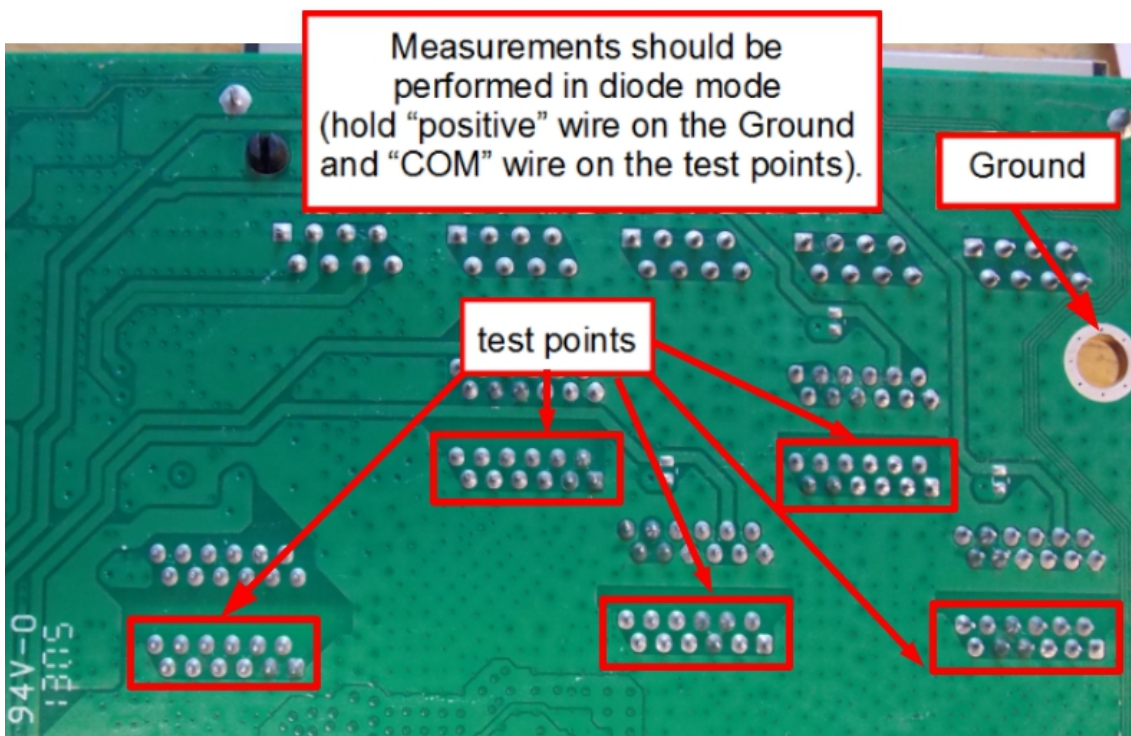 Measurements should be
performed in diode mode
(hold “positive” wire on the Ground
and “COM” wire on the test points).
Ground
test points
94V-0
1805